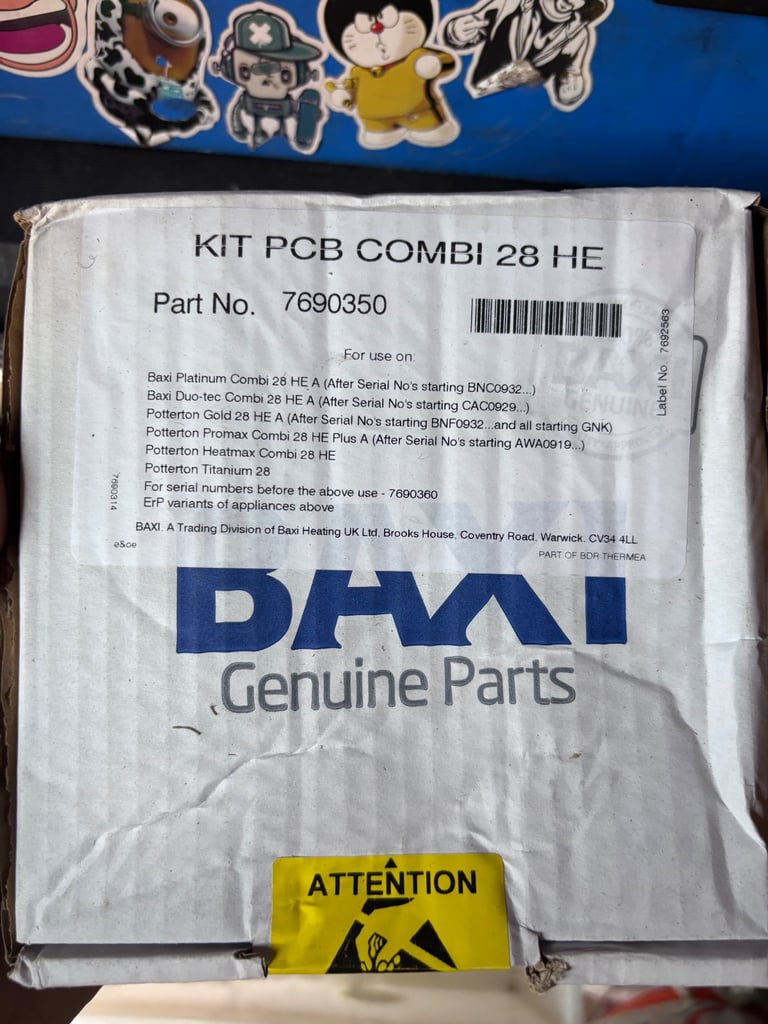 KIT PCB COMBI 28 HE
Part No. 7690350
For use on:
Baxi Platinum Combi 28 HE A (After Serial No's starting BNC0932...)
Baxi Duo-tec Combi 28 HE A (After Serial No's starting CAC0929...)
Potterton Gold 28 HE A (After Serial No's starting BNF0932...and all starting GNK)
Potterton Promax Combi 28 HE Plus A (After Serial No's starting AWA0919...)
Potterton Heatmax Combi 28 HE
Potterton Titanium 28
For serial numbers before the above use - 7690360
ErP variants of appliances above
BAXI. A Trading Division of Baxi Heating UK Ltd, Brooks House, Coventry Road, Warwick. CV34 4LL
e&oe
PART OF BDR THERMEA
7690314
Label No. 7692563
GENUINE
BAXI
Genuine Parts
ATTENTION